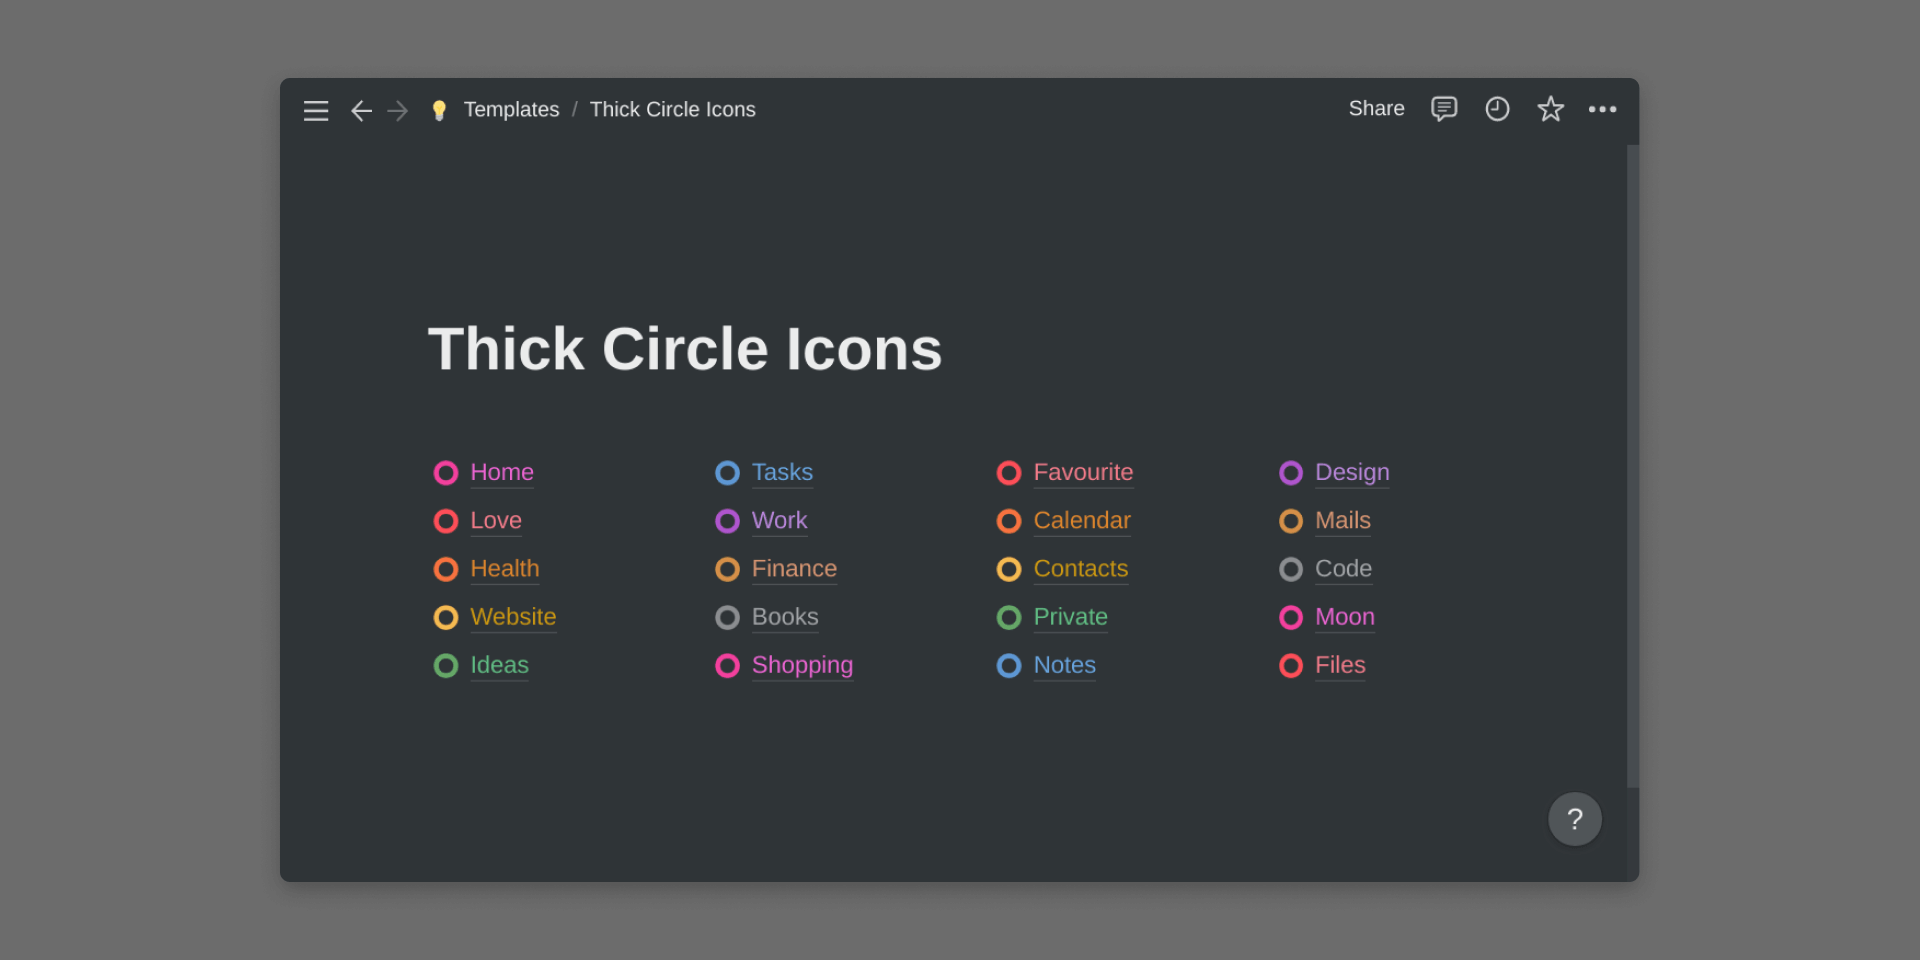 Templates / Thick Circle Icons
Share
Thick Circle Icons
Home
Love
Health
Website
Ideas
Tasks
Work
Finance
Books
Shopping
Favourite
Calendar
Contacts
Private
Notes
Design
Mails
Code
Moon
Files
?